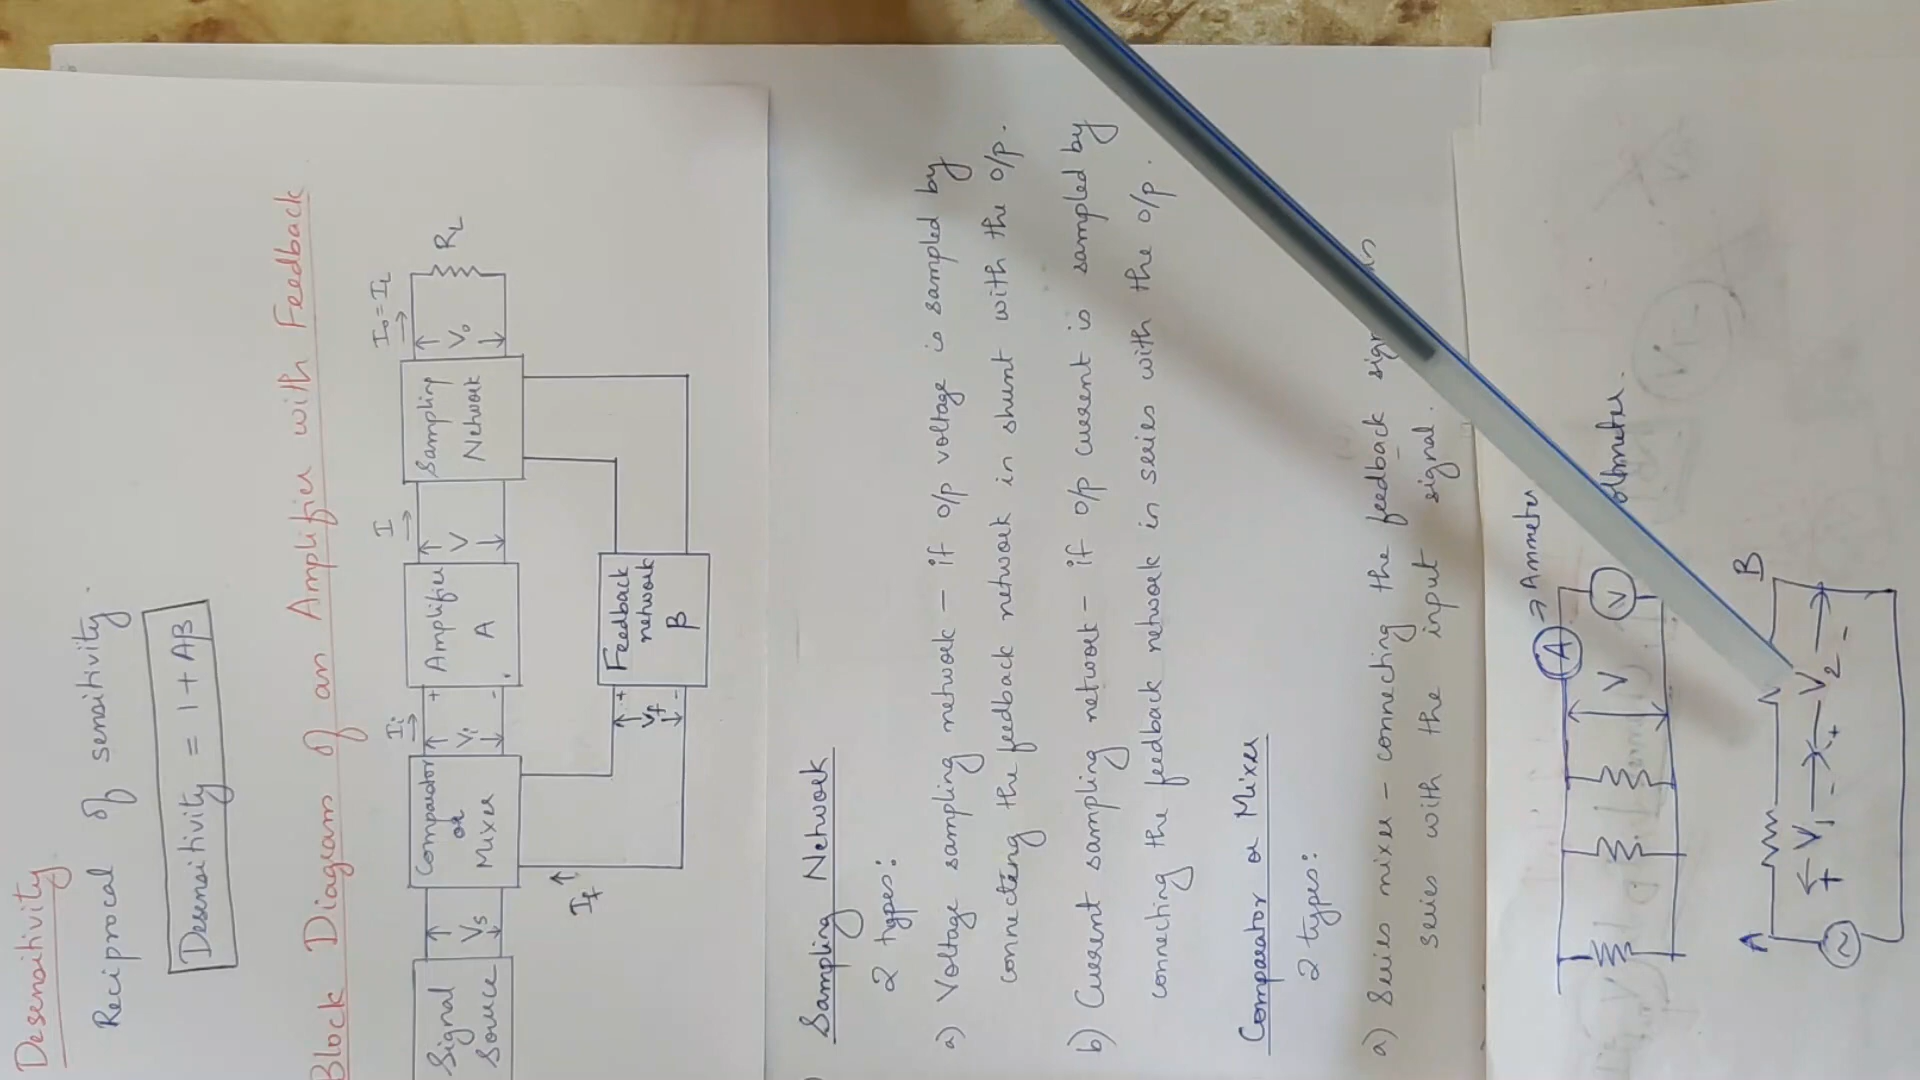 Desensitivity
Reciprocal of sensitivity.
Desensitivity = 1 + Aβ
Block Diagram of an Amplifier with Feedback
Signal Source
Vs
Comparator or Mixer
Ii
Vi
+
-
Amplifier A
I
V
Sampling Network
Io = IL
Vo
RL
If
+
Vf
-
Feedback network β
Sampling Network
2 types:
a) Voltage sampling network - if o/p voltage is sampled by
connecting the feedback network in shunt with the o/p.
b) Current sampling network - if o/p current is sampled by
connecting the feedback network in series with the o/p.
Comparator or Mixer
2 types:
a) Series mixer - connecting the feedback
series with the input signal.
A → Ammeter
V
V
A
B
+ V1 -
+ V2 -